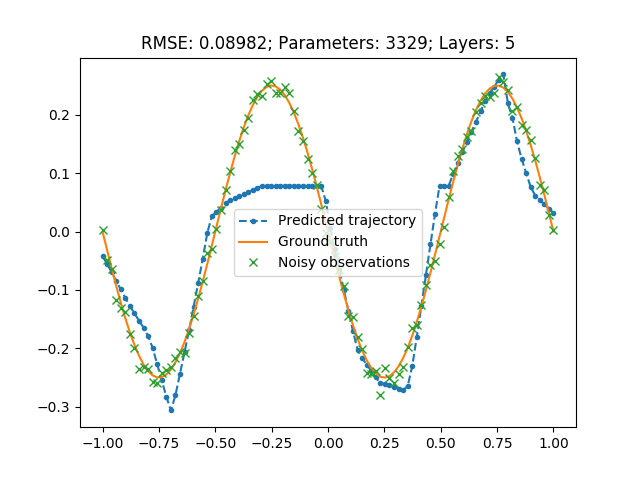 RMSE: 0.08982; Parameters: 3329; Layers: 5
0.2
0.1
0.0
−0.1
−0.2
−0.3
Predicted trajectory
Ground truth
Noisy observations
−1.00 −0.75 −0.50 −0.25 0.00 0.25 0.50 0.75 1.00